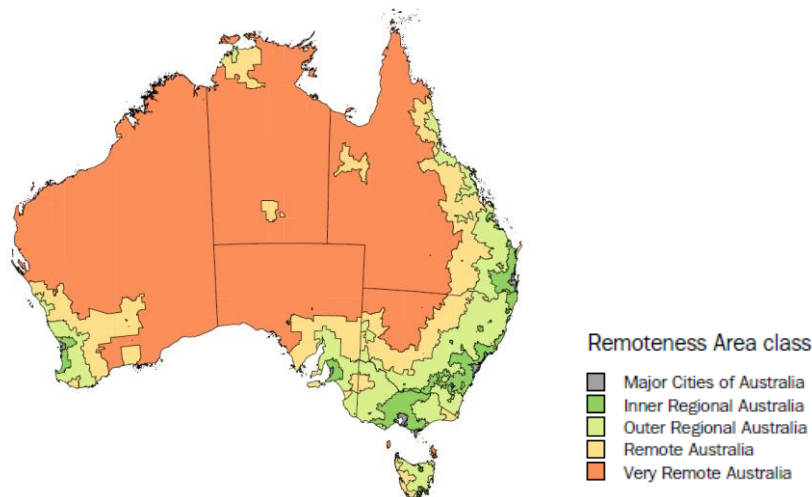 Remoteness Area class
Major Cities of Australia
Inner Regional Australia
Outer Regional Australia
Remote Australia
Very Remote Australia